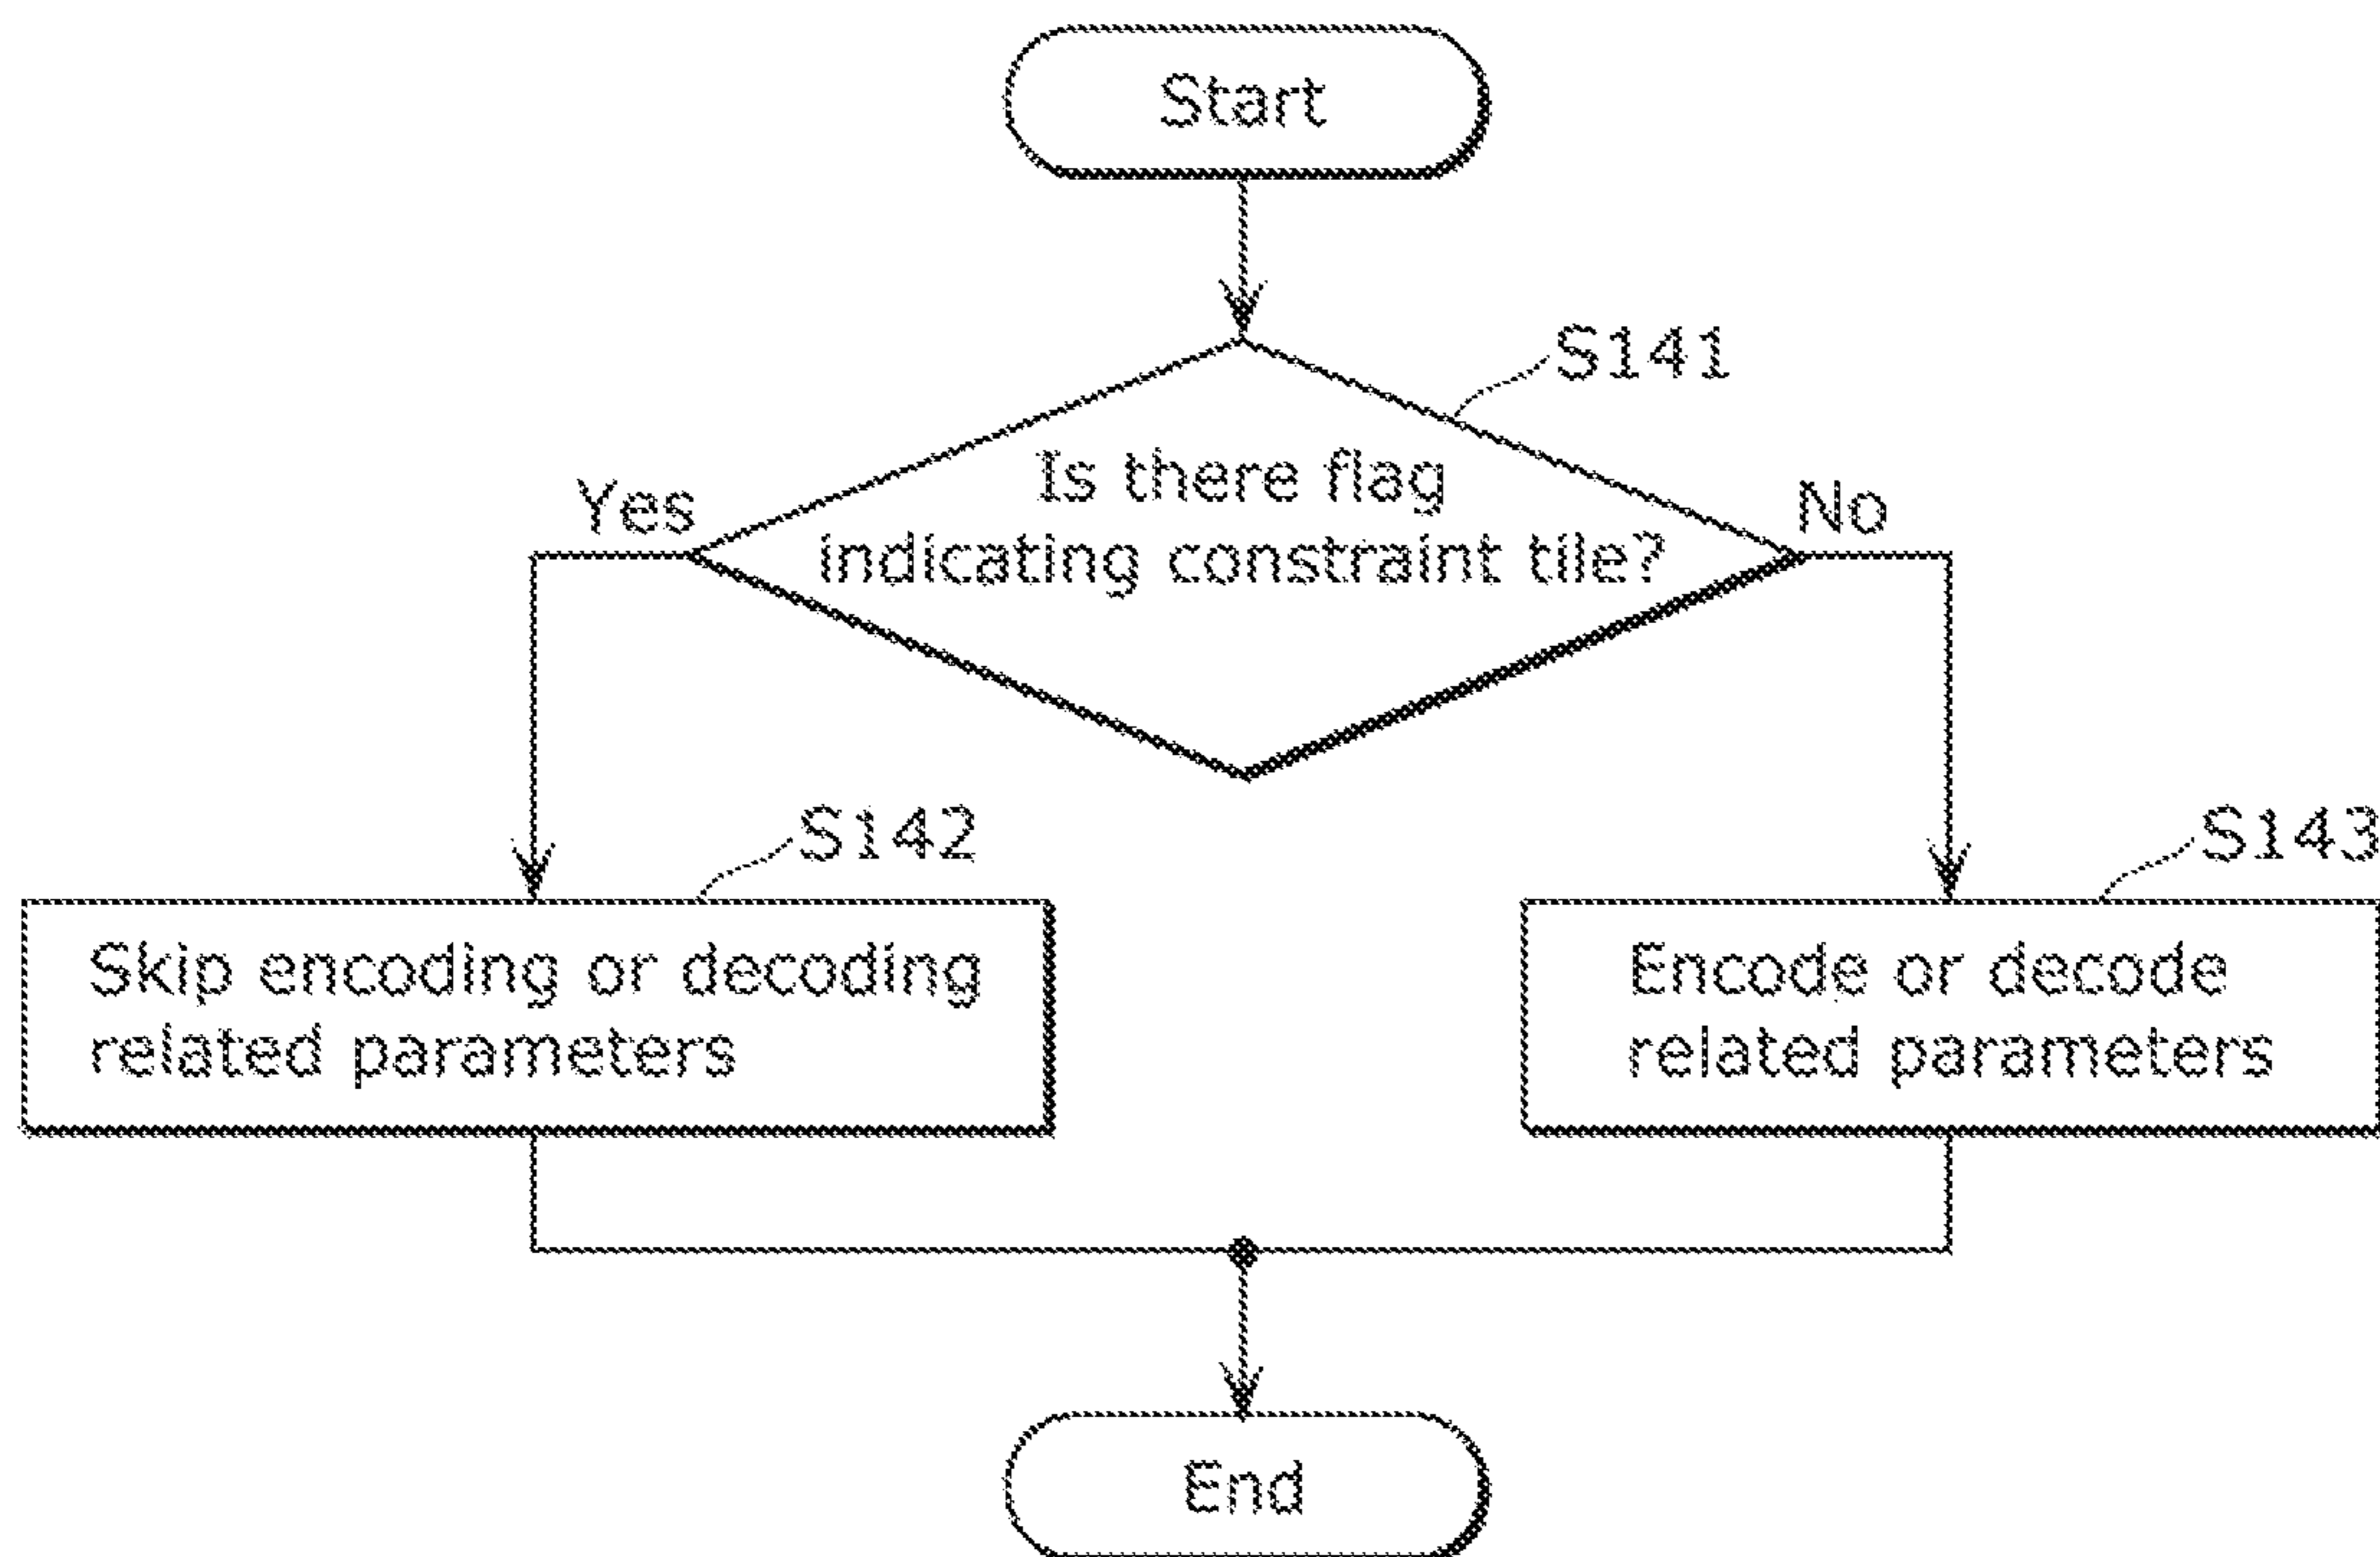 Start
S141
Is there flag
indicating constraint tile?
Yes
No
S142
S143
Skip encoding or decoding
related parameters
Encode or decode
related parameters
End